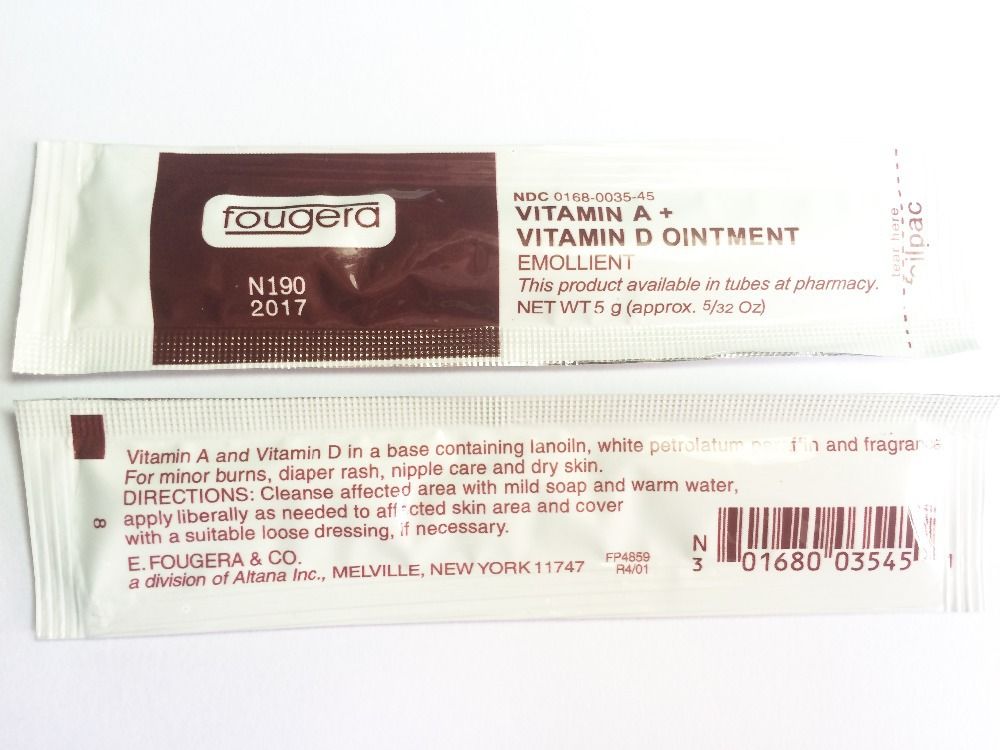 fougera
N190
2017
NDC 0168-0035-45
VITAMIN A +
VITAMIN D OINTMENT
EMOLLIENT
This product available in tubes at pharmacy.
NET WT 5 g (approx. 5/32 Oz)
tear here
foilpac
Vitamin A and Vitamin D in a base containing lanoiln, white petrolatum and
For minor burns, diaper rash, nipple care and dry skin.
DIRECTIONS: Cleanse affected area with mild soap and warm water,
apply liberally as needed to skin area and cover
with a suitable loose dressing, if necessary.
8
E. FOUGERA & CO.
a division of Altana Inc., MELVILLE, NEW YORK 11747
FP4859
R4/01
N
3 01680 03545 1